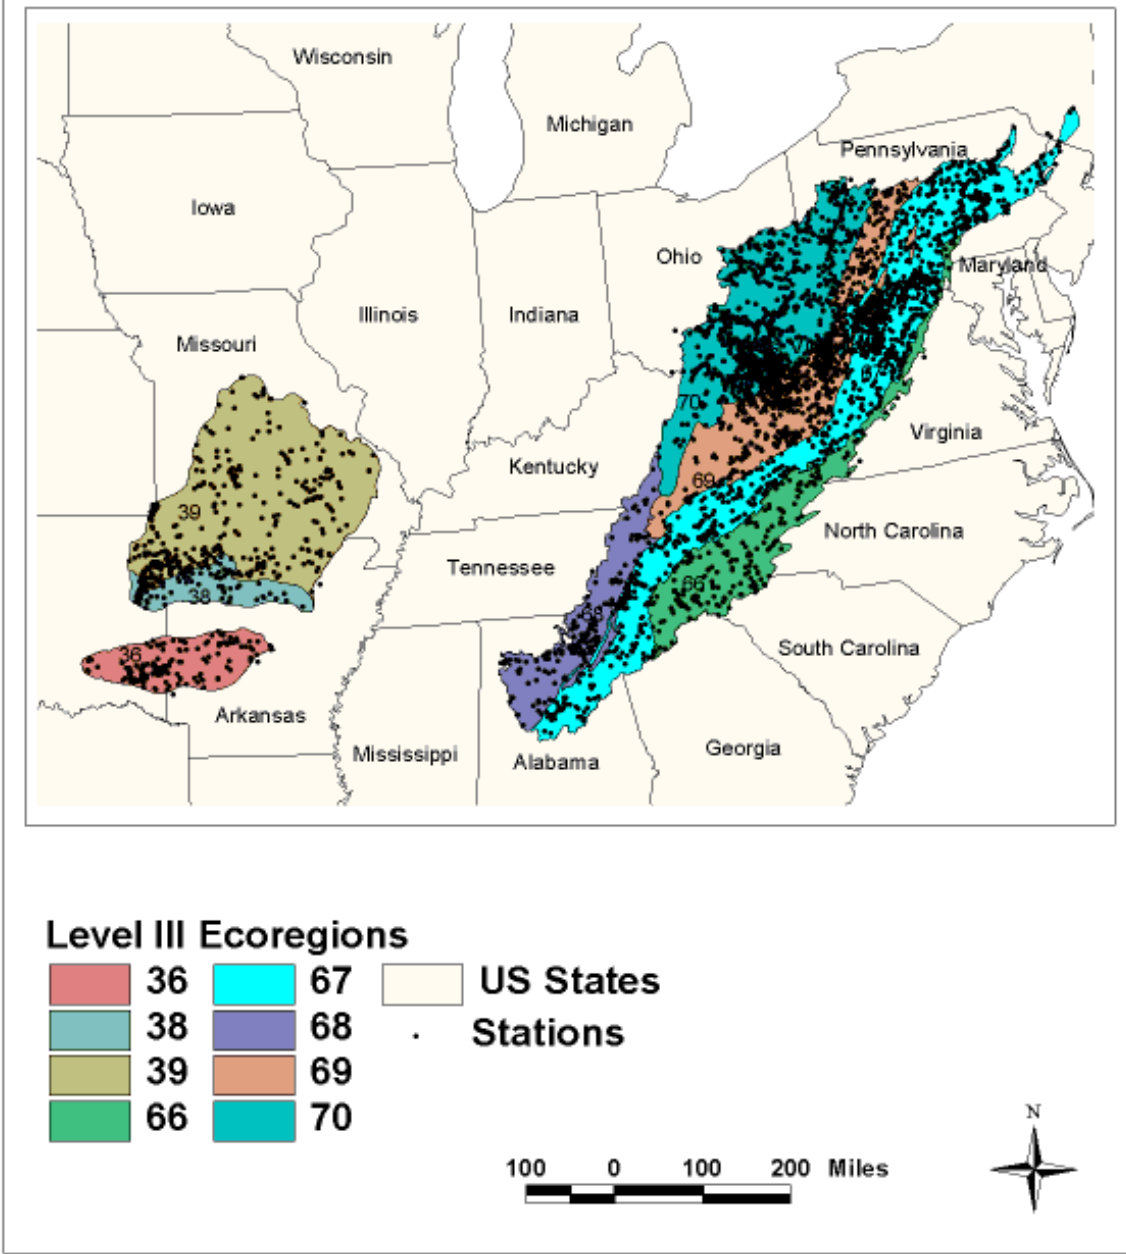 Wisconsin
Michigan
Pennsylvania
Iowa
Ohio
Maryland
Illinois
Indiana
Missouri
70
Virginia
Kentucky
69
39
North Carolina
Tennessee
66
38
68
36
South Carolina
Arkansas
Mississippi
Alabama
Georgia
Level III Ecoregions
36 67 US States
38 68 Stations
39 69
66 70
N
100 0 100 200 Miles